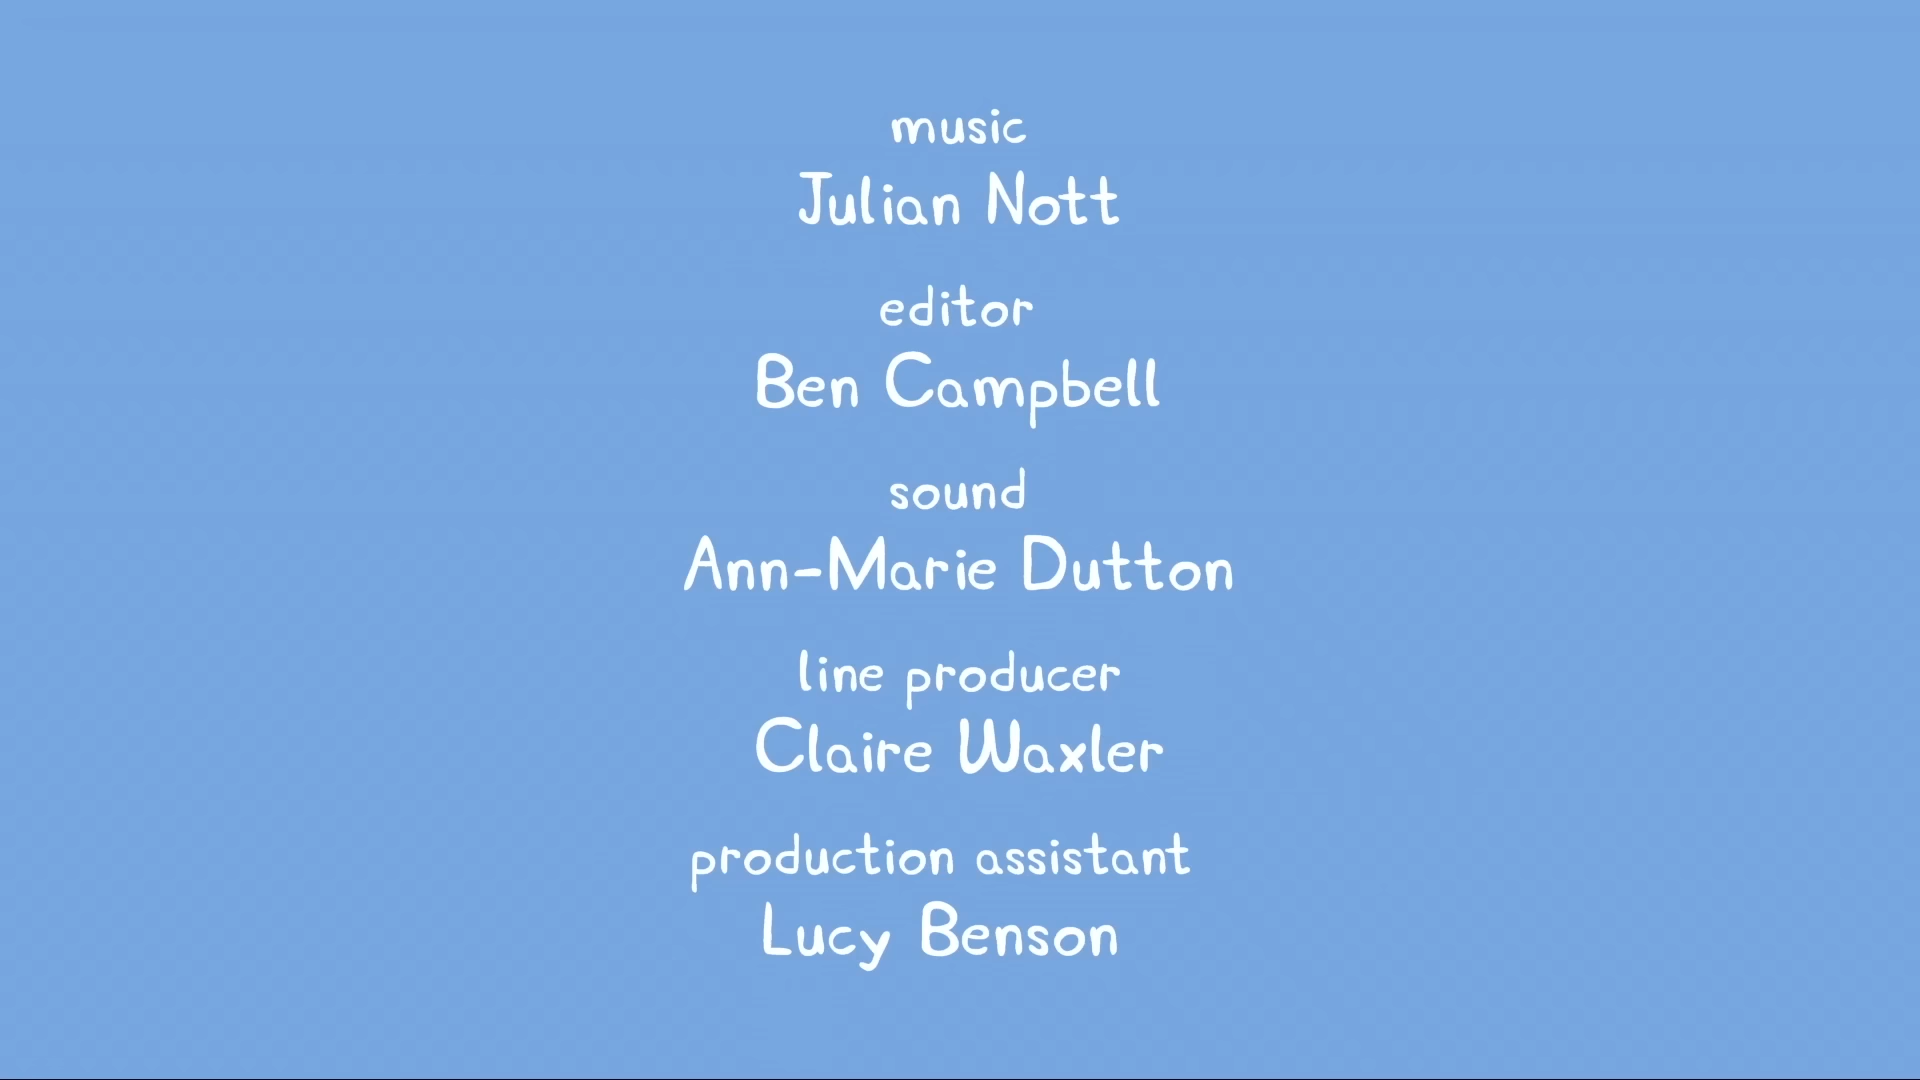 music
Julian Nott
editor
Ben Campbell
sound
Ann-Marie Dutton
line producer
Claire Waxler
production assistant
Lucy Benson